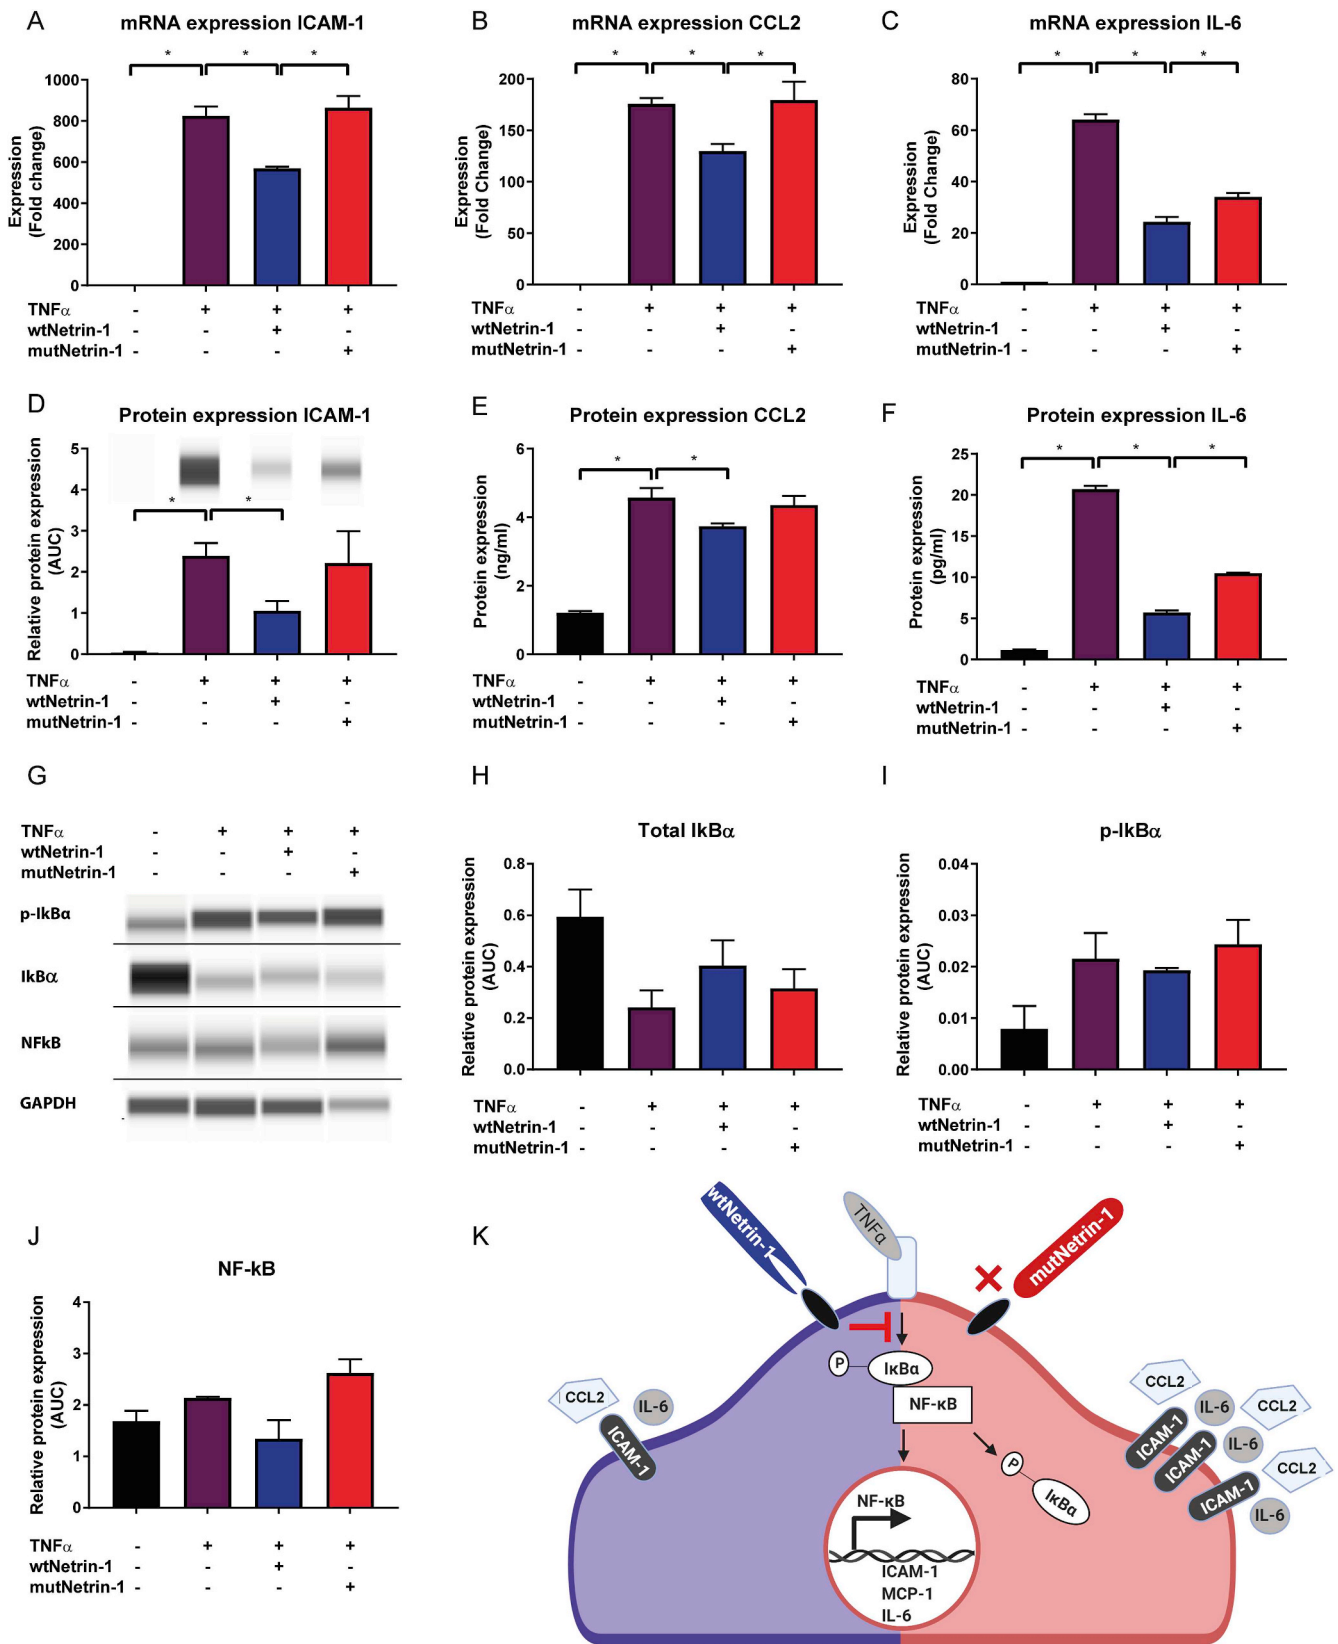 A
mRNA expression ICAM-1
* * *
Expression
(Fold change)
1000
800
600
400
200
0
TNFα - + + +
wtNetrin-1 - - + -
mutNetrin-1 - - - +
B
mRNA expression CCL2
* * *
Expression
(Fold Change)
200
150
100
50
0
TNFα - + + +
wtNetrin-1 - - + -
mutNetrin-1 - - - +
C
mRNA expression IL-6
* * *
Expression
(Fold Change)
80
60
40
20
0
TNFα - + + +
wtNetrin-1 - - + -
mutNetrin-1 - - - +
D
Protein expression ICAM-1
* *
Relative protein expression
(AUC)
5
4
3
2
1
0
TNFα - + + +
wtNetrin-1 - - + -
mutNetrin-1 - - - +
E
Protein expression CCL2
* *
Protein expression
(ng/ml)
6
4
2
0
TNFα - + + +
wtNetrin-1 - - + -
mutNetrin-1 - - - +
F
Protein expression IL-6
* * *
Protein expression
(pg/ml)
25
20
15
10
5
0
TNFα - + + +
wtNetrin-1 - - + -
mutNetrin-1 - - - +
G
TNFα - + + +
wtNetrin-1 - - + -
mutNetrin-1 - - - +
p-IkBα
IkBα
NFkB
GAPDH
H
Total IkBα
Relative protein expression
(AUC)
0.8
0.6
0.4
0.2
0.0
TNFα - + + +
wtNetrin-1 - - + -
mutNetrin-1 - - - +
I
p-IkBα
Relative protein expression
(AUC)
0.04
0.03
0.02
0.01
0.00
TNFα - + + +
wtNetrin-1 - - + -
mutNetrin-1 - - - +
J
NF-kB
Relative protein expression
(AUC)
4
3
2
1
0
TNFα - + + +
wtNetrin-1 - - + -
mutNetrin-1 - - - +
K
wtNetrin-1
TNFα
mutNetrin-1
P
IκBα
NF-κB
P
IκBα
CCL2
IL-6
ICAM-1
CCL2
IL-6
CCL2
ICAM-1
IL-6
ICAM-1
CCL2
ICAM-1
IL-6
NF-κB
ICAM-1
MCP-1
IL-6